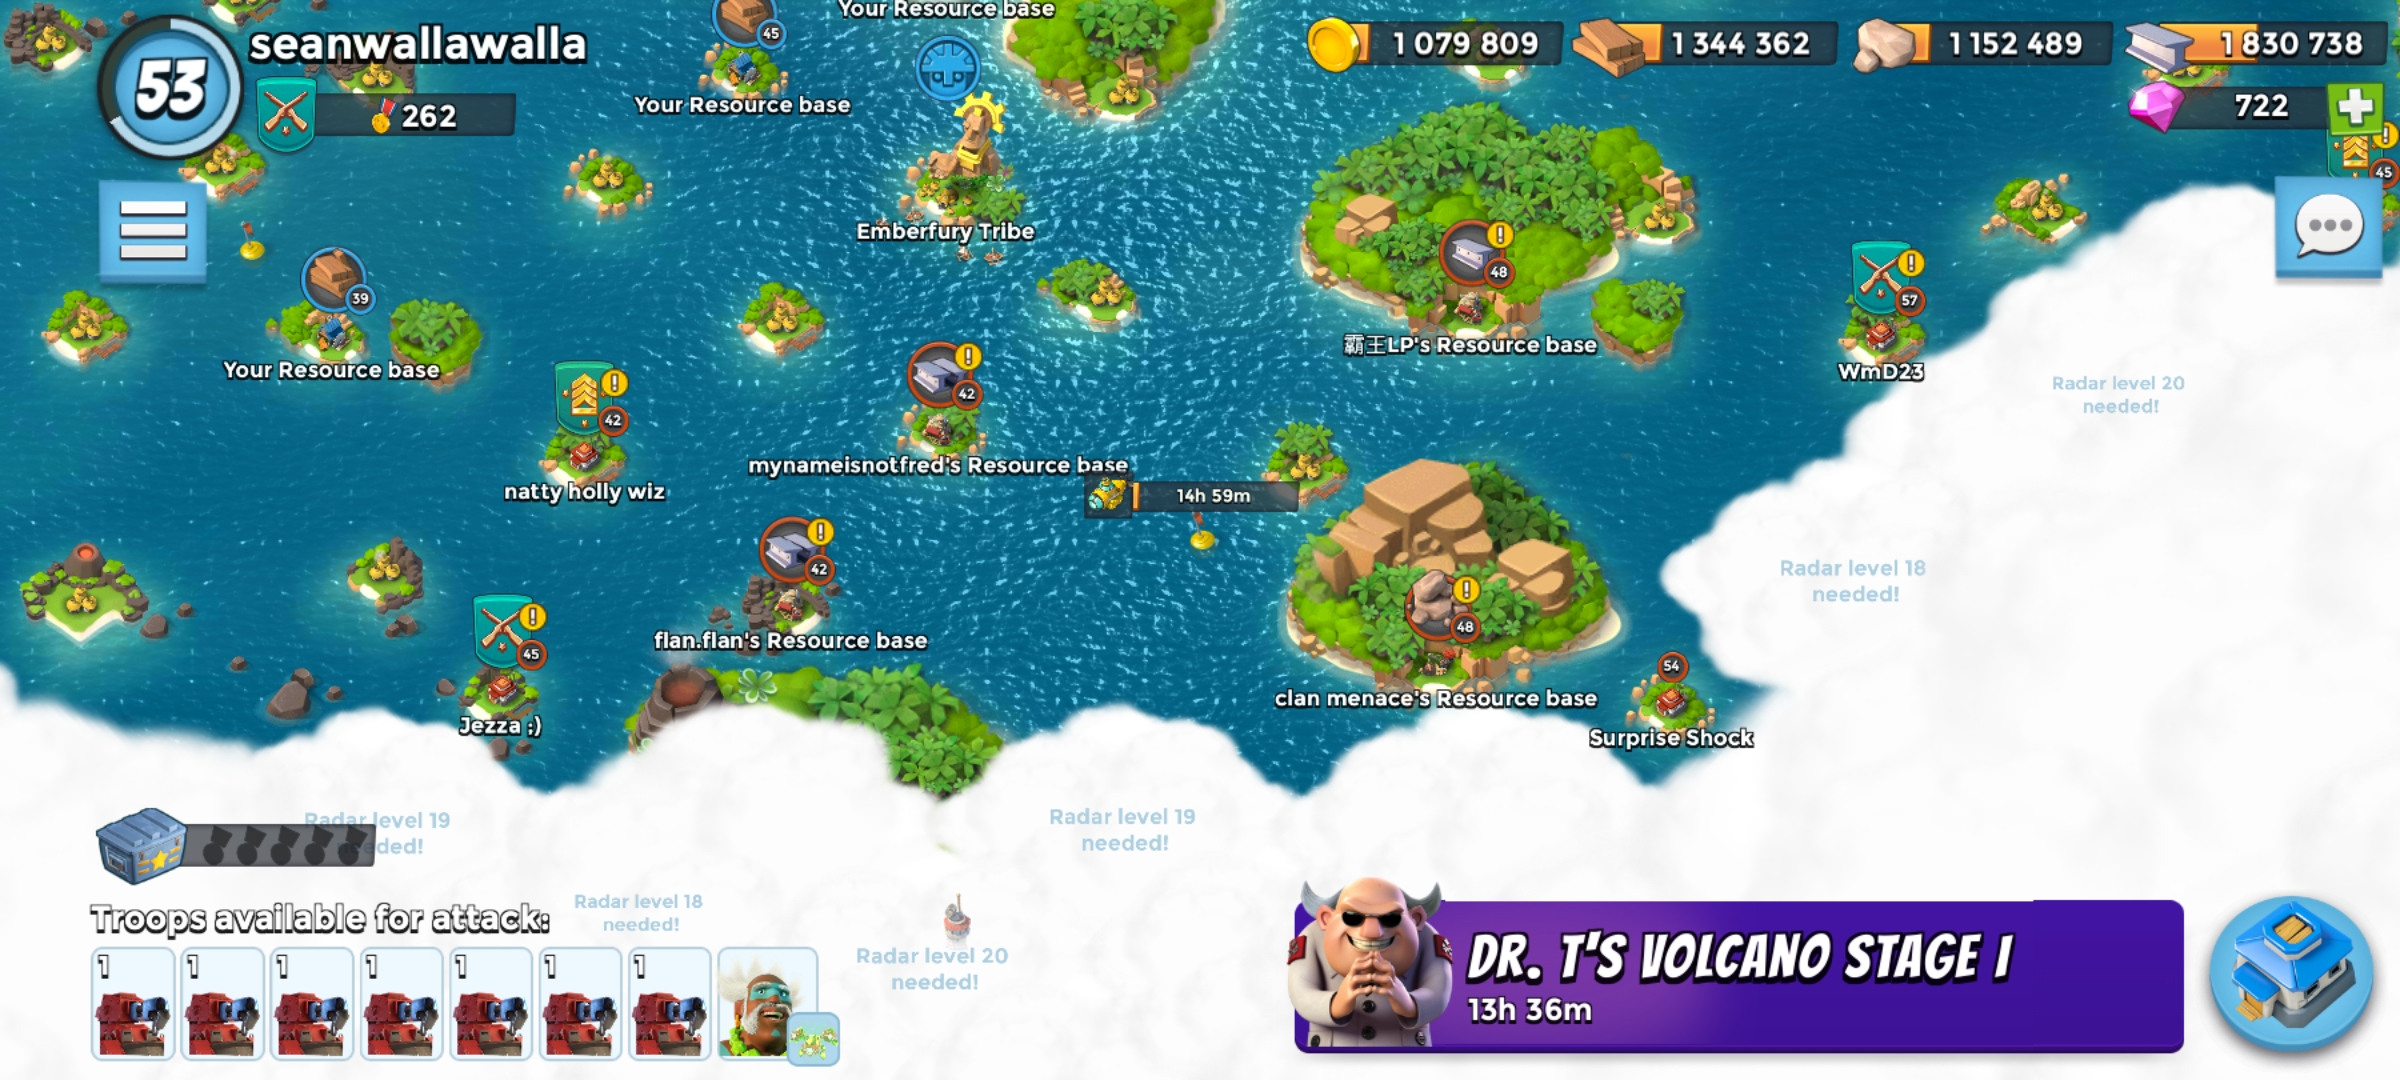 Your Resource base
45
seanwallawalla
1 079 809
1 344 362
1 152 489
1 830 738
53
262
Your Resource base
722
45
Emberfury Tribe
39
48
57
Your Resource base
霸王LP's Resource base
WmD23
Radar level 20
needed!
42
42
natty holly wiz
mynameisnotfred's Resource base
14h 59m
42
Radar level 18
needed!
45
flan.flan's Resource base
48
54
Jezza ;)
clan menace's Resource base
Surprise Shock
Radar level 19
Radar level 19
needed!
Troops available for attack:
Radar level 18
needed!
1
1
1
1
1
1
1
Radar level 20
needed!
DR. T'S VOLCANO STAGE I
13h 36m